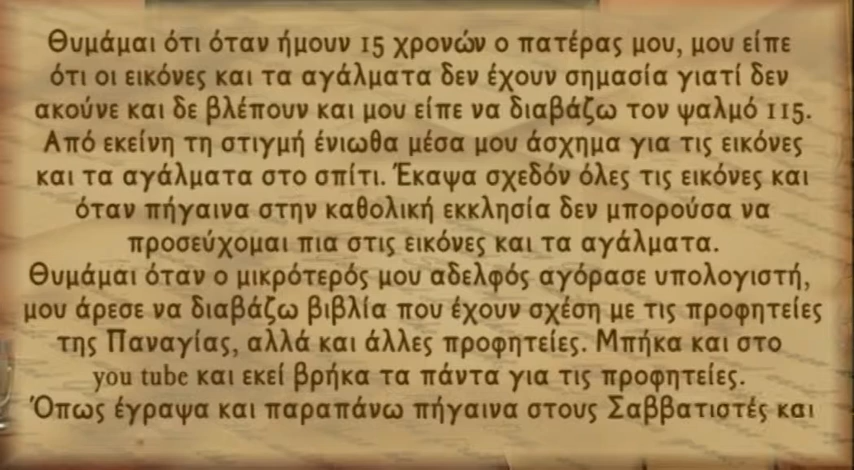 Θυμάμαι ότι όταν ήμουν 15 χρονών ο πατέρας μου, μου είπε
ότι οι εικόνες και τα αγάλματα δεν έχουν σημασία γιατί δεν
ακούνε και δε βλέπουν και μου είπε να διαβάζω τον ψαλμό 115.
Από εκείνη τη στιγμή ένιωθα μέσα μου άσχημα για τις εικόνες
και τα αγάλματα στο σπίτι. Έκαψα σχεδόν όλες τις εικόνες και
όταν πήγαινα στην καθολική εκκλησία δεν μπορούσα να
προσεύχομαι πια στις εικόνες και τα αγάλματα.
Θυμάμαι όταν ο μικρότερός μου αδελφός αγόρασε υπολογιστή,
μου άρεσε να διαβάζω βιβλία που έχουν σχέση με τις προφητείες
της Παναγίας, αλλά και άλλες προφητείες. Μπήκα και στο
you tube και εκεί βρήκα τα πάντα για τις προφητείες.
Όπως έγραψα και παραπάνω πήγαινα στους Σαββατιστές και